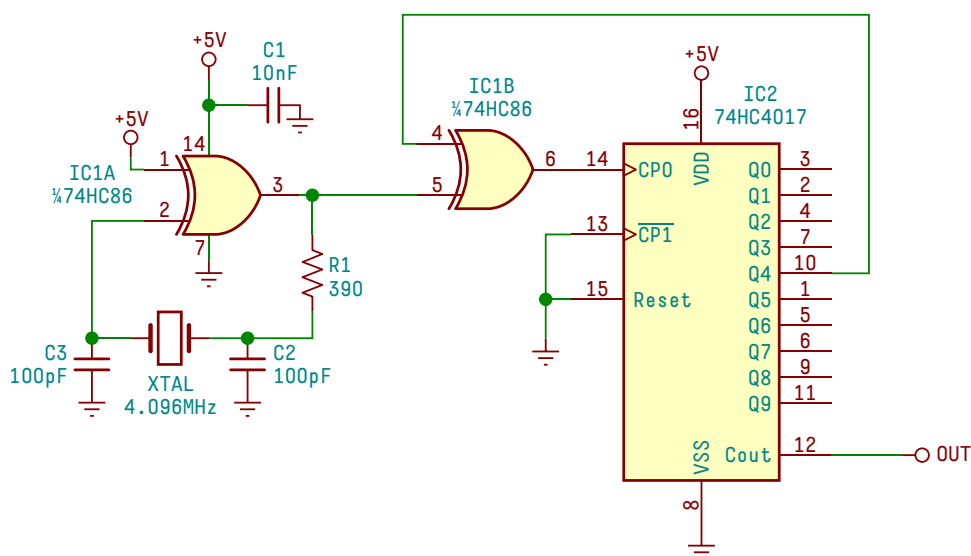 +5V
C1
10nF
+5V
14
1
IC1A
¼74HC86
2
3
7
R1
390
C3
100pF
XTAL
4.096MHz
C2
100pF
IC1B
¼74HC86
4
5
6
+5V
IC2
74HC4017
16
VDD
14
CP0
13
CP1
15
Reset
Q0
3
Q1
2
Q2
4
Q3
7
Q4
10
Q5
1
Q6
5
Q7
6
Q8
9
Q9
11
Cout
12
OUT
VSS
8